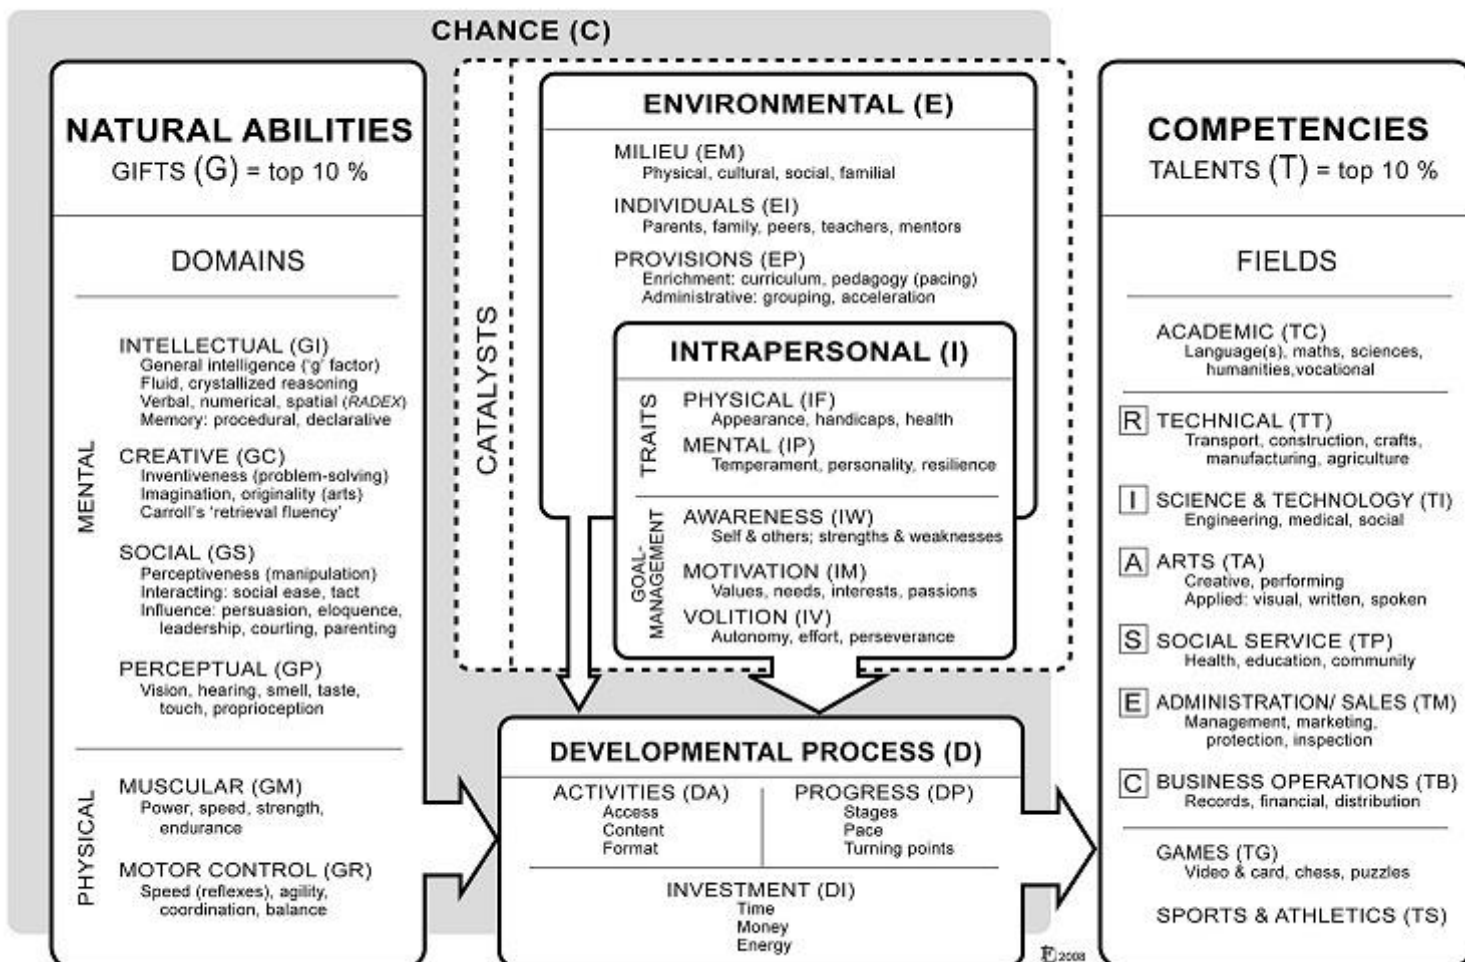 CHANCE (C)
NATURAL ABILITIES
GIFTS (G) = top 10 %
DOMAINS
MENTAL
INTELLECTUAL (GI)
General intelligence ('g' factor)
Fluid, crystallized reasoning
Verbal, numerical, spatial (RADEX)
Memory: procedural, declarative
CREATIVE (GC)
Inventiveness (problem-solving)
Imagination, originality (arts)
Carroll's 'retrieval fluency'
SOCIAL (GS)
Perceptiveness (manipulation)
Interacting: social ease, tact
Influence: persuasion, eloquence,
leadership, courting, parenting
PERCEPTUAL (GP)
Vision, hearing, smell, taste,
touch, proprioception
PHYSICAL
MUSCULAR (GM)
Power, speed, strength,
endurance
MOTOR CONTROL (GR)
Speed (reflexes), agility,
coordination, balance
CATALYSTS
ENVIRONMENTAL (E)
MILIEU (EM)
Physical, cultural, social, familial
INDIVIDUALS (EI)
Parents, family, peers, teachers, mentors
PROVISIONS (EP)
Enrichment: curriculum, pedagogy (pacing)
Administrative: grouping, acceleration
INTRAPERSONAL (I)
TRAITS
PHYSICAL (IF)
Appearance, handicaps, health
MENTAL (IP)
Temperament, personality, resilience
GOAL-
MANAGEMENT
AWARENESS (IW)
Self & others; strengths & weaknesses
MOTIVATION (IM)
Values, needs, interests, passions
VOLITION (IV)
Autonomy, effort, perseverance
DEVELOPMENTAL PROCESS (D)
ACTIVITIES (DA)
Access
Content
Format
PROGRESS (DP)
Stages
Pace
Turning points
INVESTMENT (DI)
Time
Money
Energy
2008
COMPETENCIES
TALENTS (T) = top 10 %
FIELDS
ACADEMIC (TC)
Language(s), maths, sciences,
humanities,vocational
R TECHNICAL (TT)
Transport, construction, crafts,
manufacturing, agriculture
I SCIENCE & TECHNOLOGY (TI)
Engineering, medical, social
A ARTS (TA)
Creative, performing
Applied: visual, written, spoken
S SOCIAL SERVICE (TP)
Health, education, community
E ADMINISTRATION/ SALES (TM)
Management, marketing,
protection, inspection
C BUSINESS OPERATIONS (TB)
Records, financial, distribution
GAMES (TG)
Video & card, chess, puzzles
SPORTS & ATHLETICS (TS)